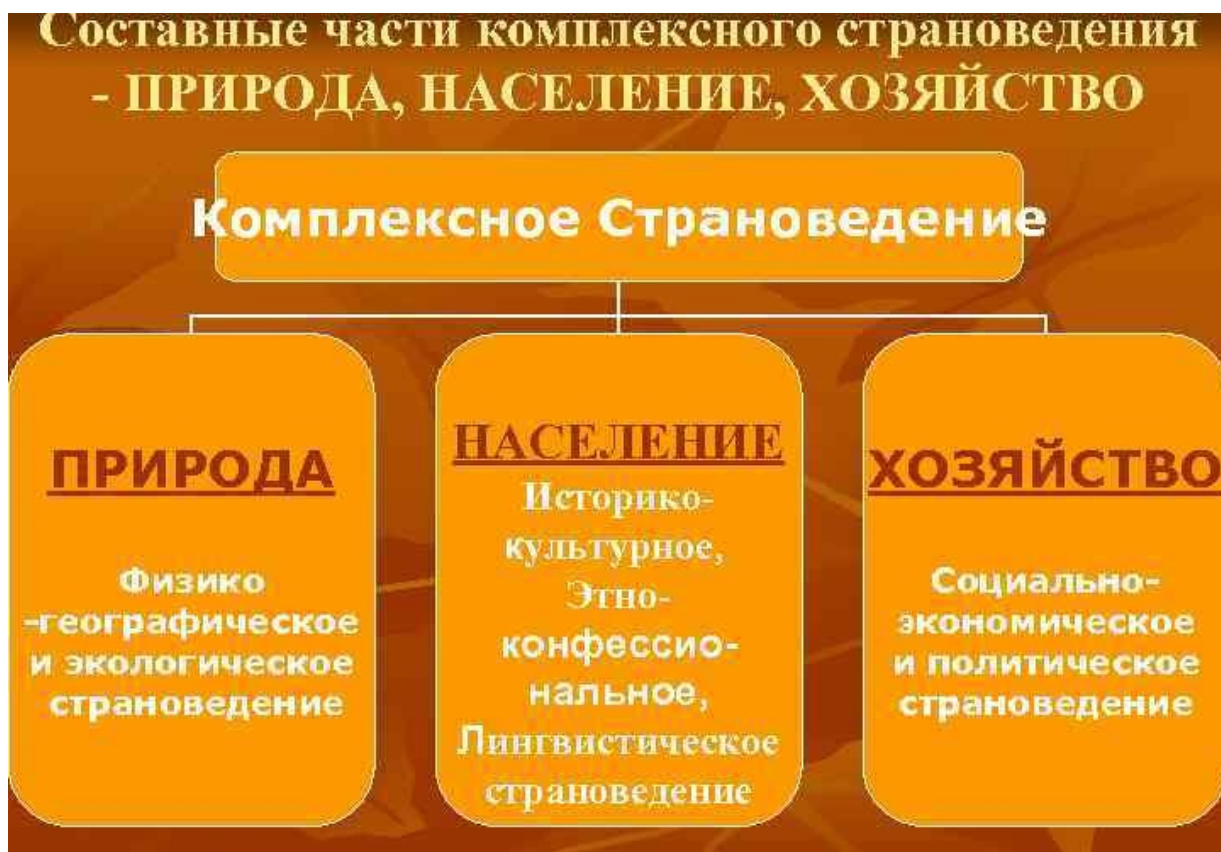 Составные части комплексного страноведения
- ПРИРОДА, НАСЕЛЕНИЕ, ХОЗЯЙСТВО
Комплексное Страноведение
ПРИРОДА
Физико
-географическое
и экологическое
страноведение
НАСЕЛЕНИЕ
Историко-
культурное,
Этно-
конфессио-
нальное,
Лингвистическое
страноведение
ХОЗЯЙСТВО
Социально-
экономическое
и политическое
страноведение